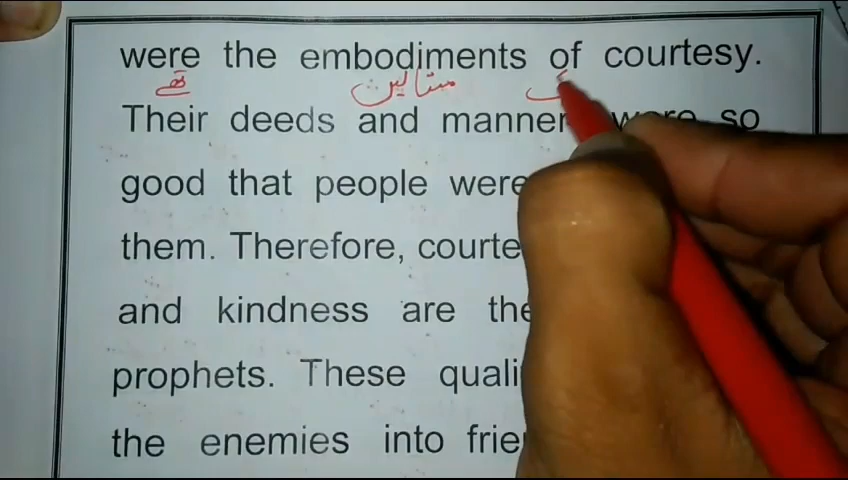 were the embodiments of courtesy.
تھے مثالیں
Their deeds and manner were so
good that people were
them. Therefore, courte
and kindness are the
prophets. These quali
the enemies into frie